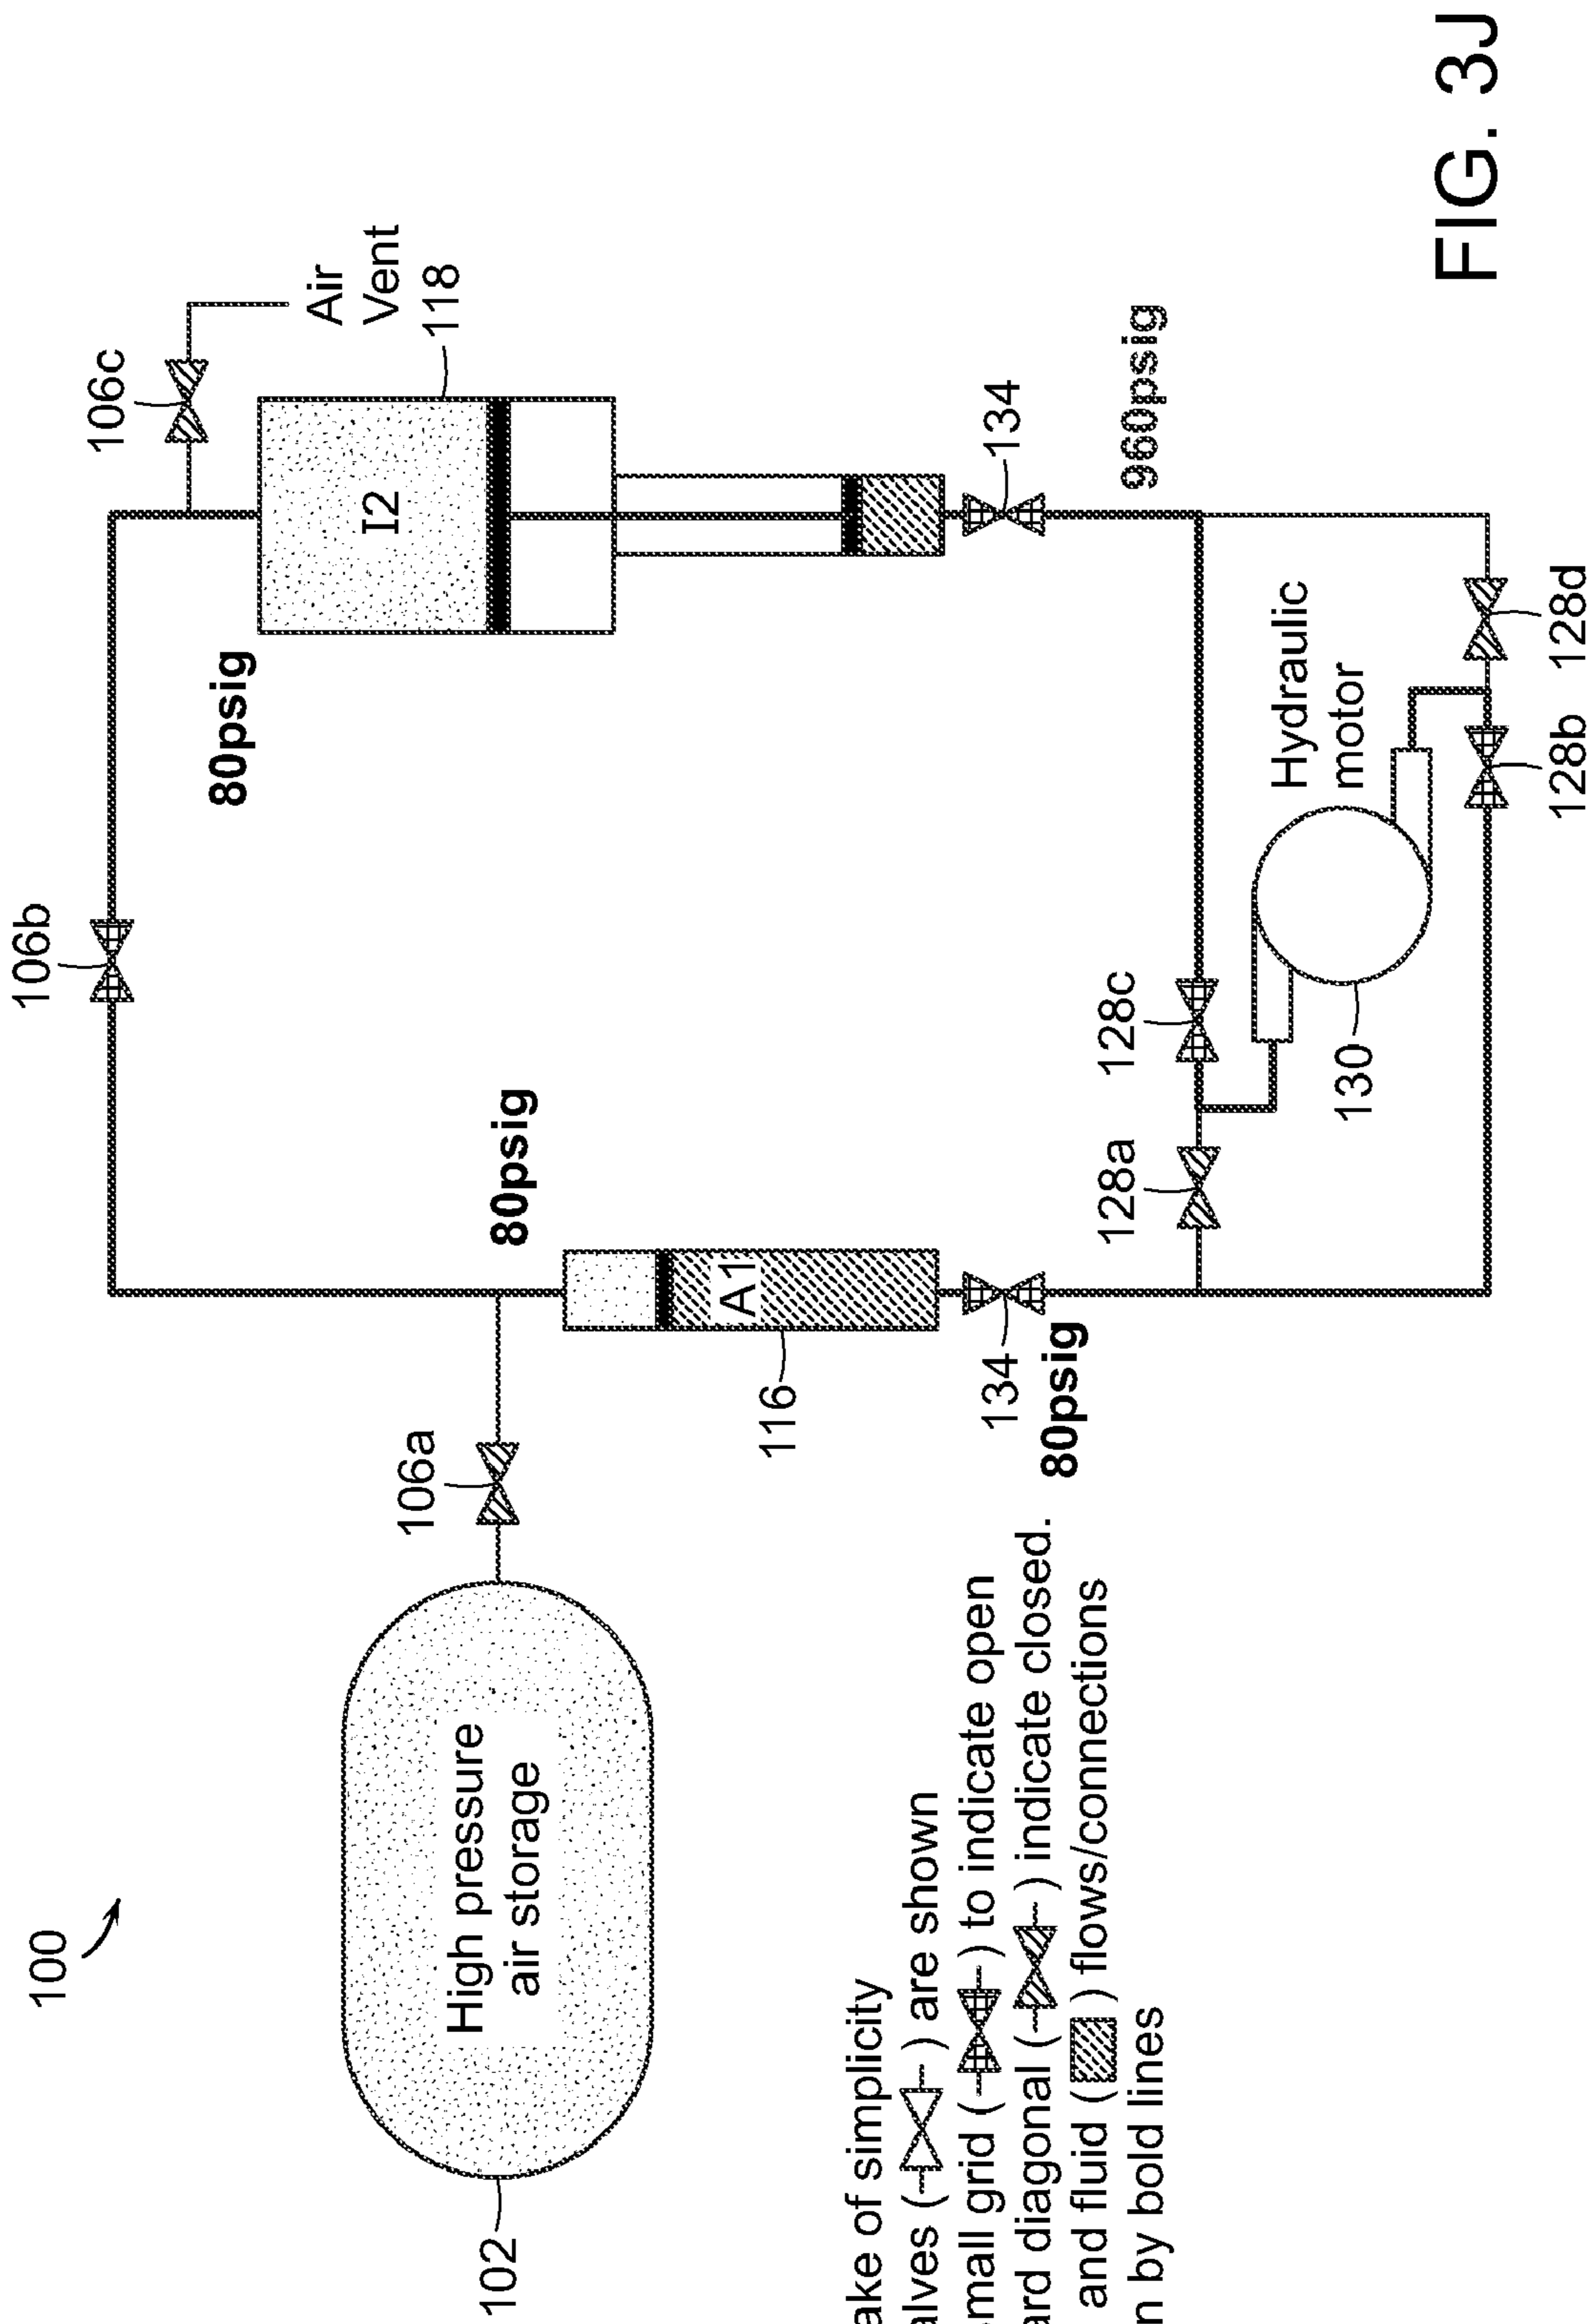 100
106b
106c
80psig
Air
Vent
118
I2
106a
High pressure
air storage
102
80psig
A1
116
ake of simplicity
alves ( ) are shown
mall grid ( ) to indicate open
ard diagonal ( ) indicate closed.
and fluid ( ) flows/connections
n by bold lines
134
80psig
134
960psig
128a
128c
Hydraulic
motor
130
128b
128d
FIG. 3J